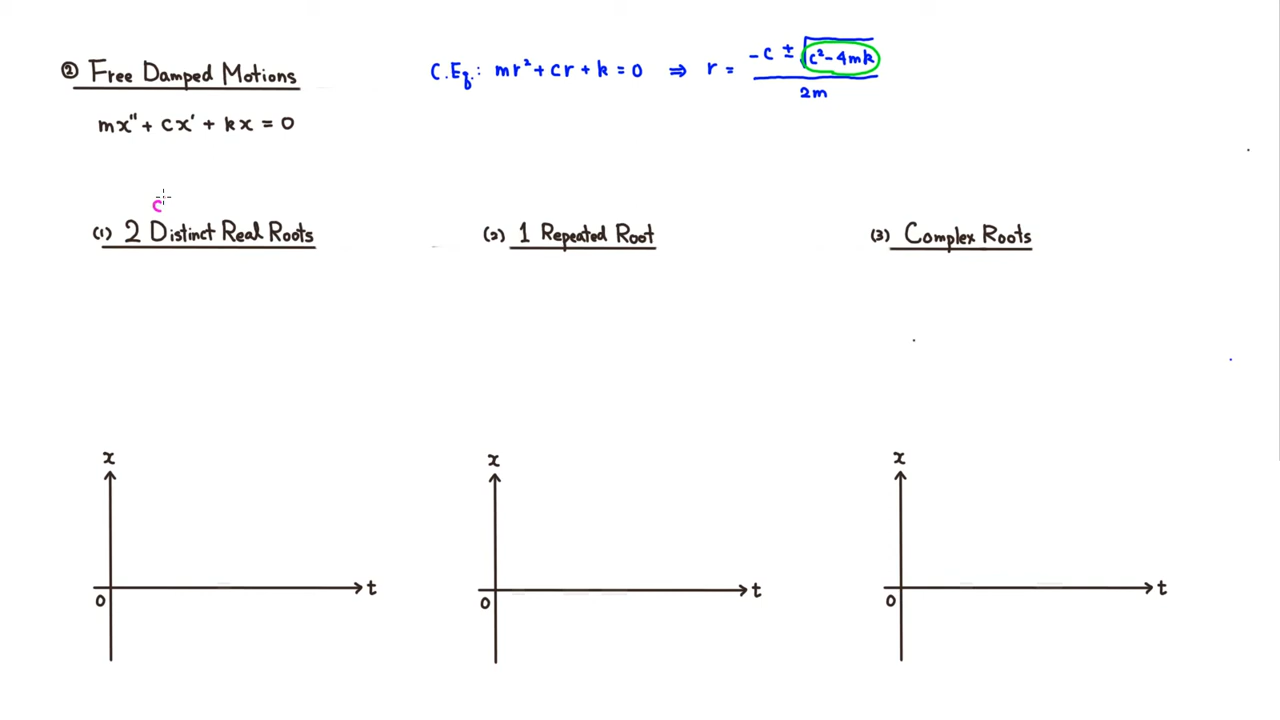 ② Free Damped Motions
C.Eq.: mr² + cr + k = 0 ⇒ r = (-c ± √(c² - 4mk)) / 2m
mx'' + cx' + kx = 0
c
(1) 2 Distinct Real Roots
(2) 1 Repeated Root
(3) Complex Roots
x
x
x
t
t
t
0
0
0